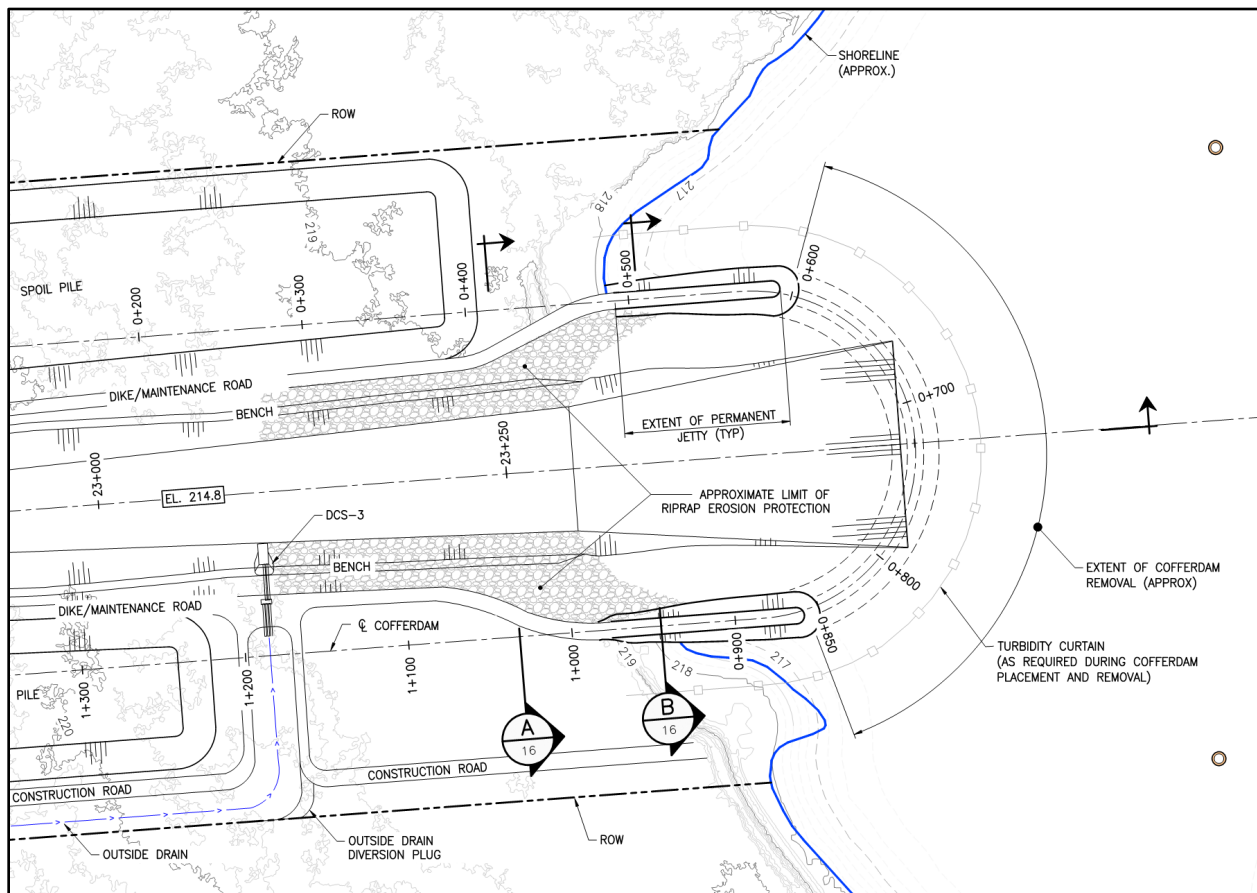 SHORELINE
(APPROX.)
ROW
218
217
219
0+600
0+500
0+400
0+300
0+200
SPOIL PILE
0+700
DIKE/MAINTENANCE ROAD
BENCH
EXTENT OF PERMANENT
JETTY (TYP)
23+250
23+000
EL. 214.8
APPROXIMATE LIMIT OF
RIPRAP EROSION PROTECTION
DCS-3
BENCH
0+800
EXTENT OF COFFERDAM
REMOVAL (APPROX)
DIKE/MAINTENANCE ROAD
℄ COFFERDAM
0+850
0+900
1+000
1+100
1+200
1+300
219
218
217
TURBIDITY CURTAIN
(AS REQUIRED DURING COFFERDAM
PLACEMENT AND REMOVAL)
PILE
220
A
16
B
16
CONSTRUCTION ROAD
CONSTRUCTION ROAD
OUTSIDE DRAIN
OUTSIDE DRAIN
DIVERSION PLUG
ROW